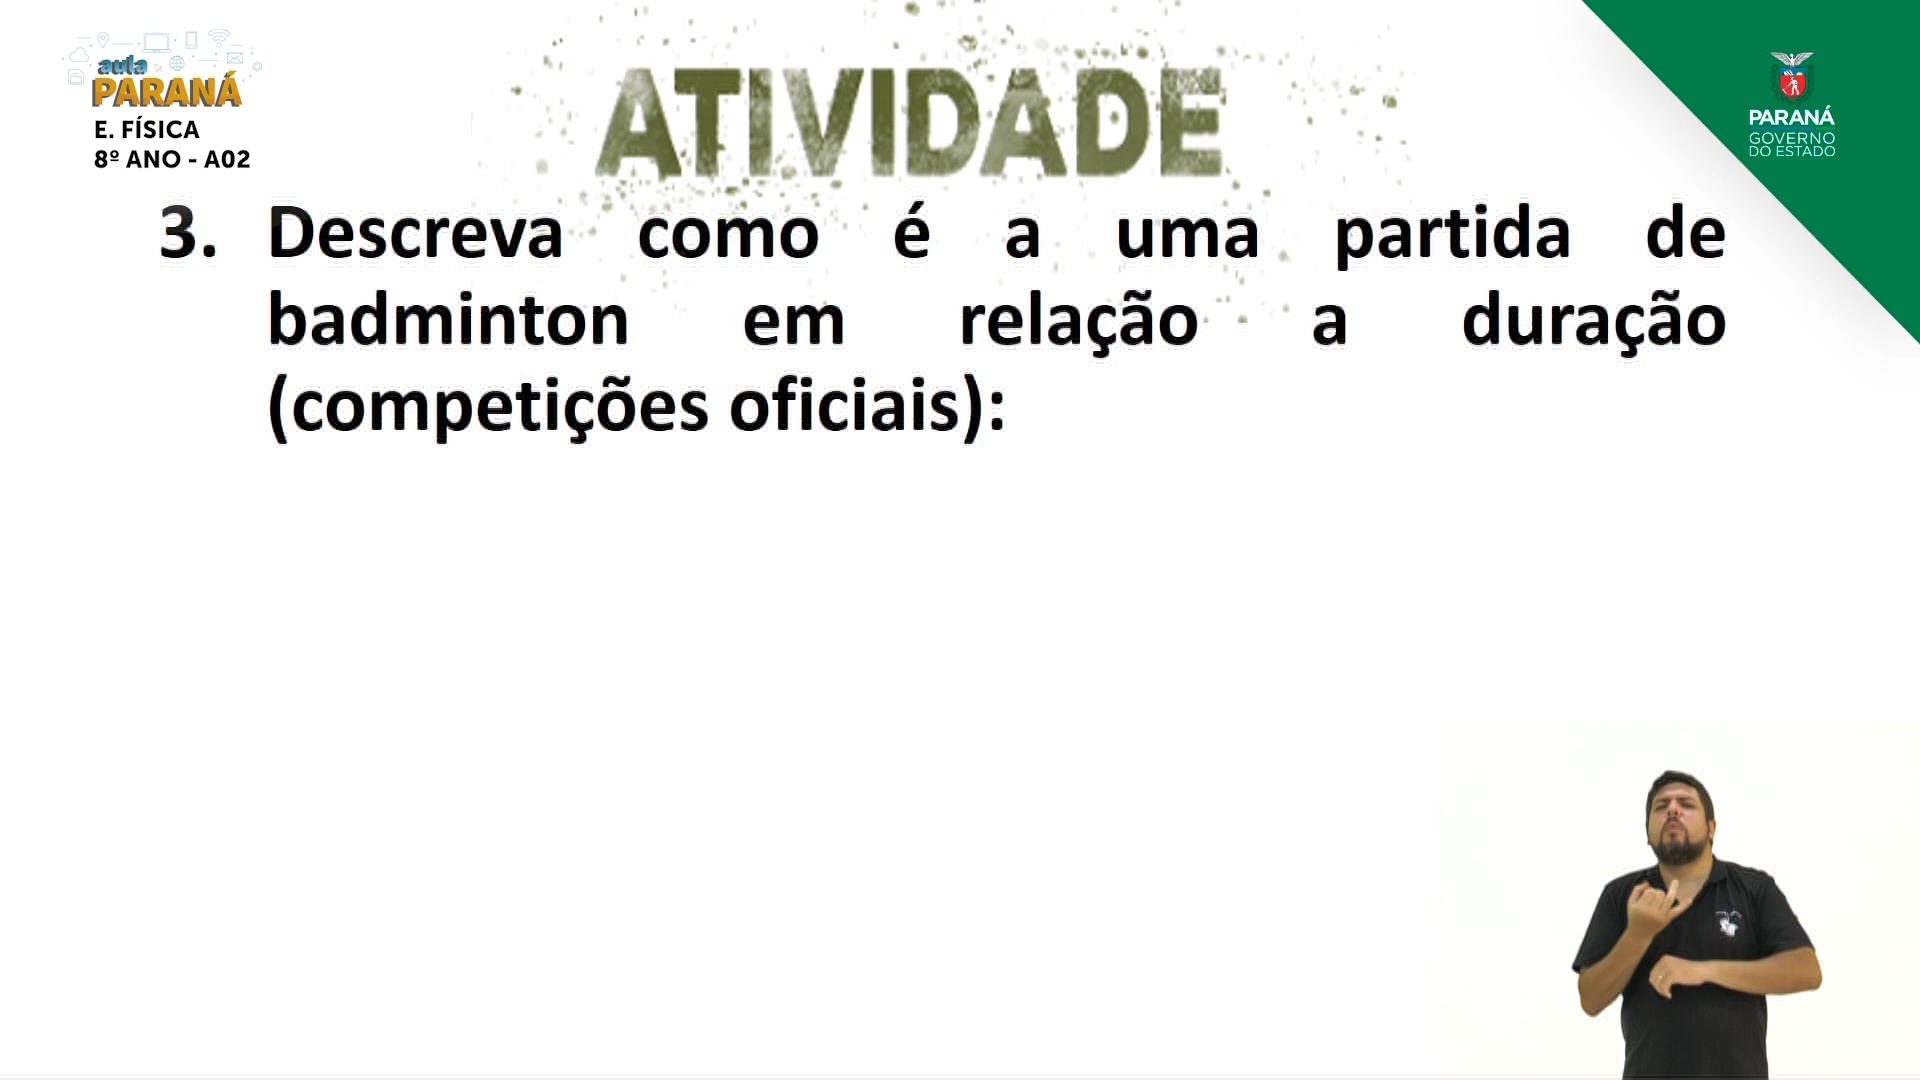 aula
PARANÁ
E. FÍSICA
8º ANO - A02
ATIVIDADE
PARANÁ
GOVERNO
DO ESTADO
3. Descreva como é a uma partida de
badminton em relação a duração
(competições oficiais):